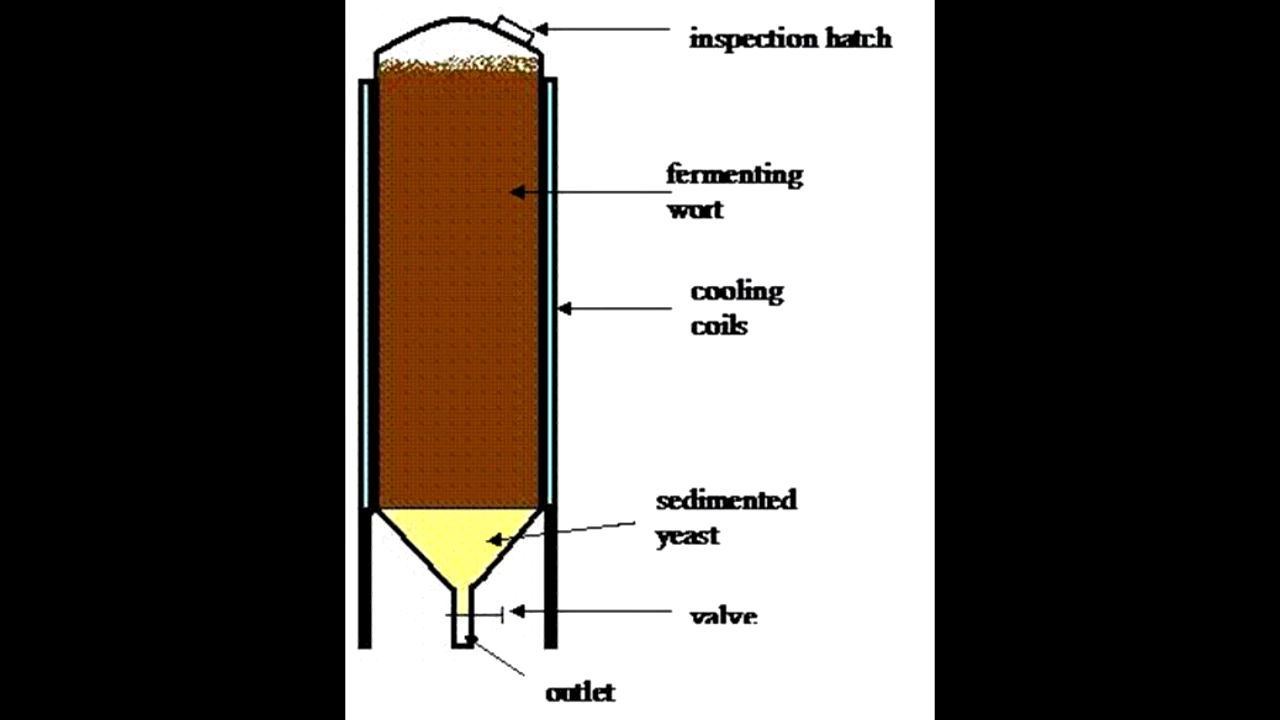 inspection hatch
fermenting
wort
cooling
coils
sedimented
yeast
valve
outlet